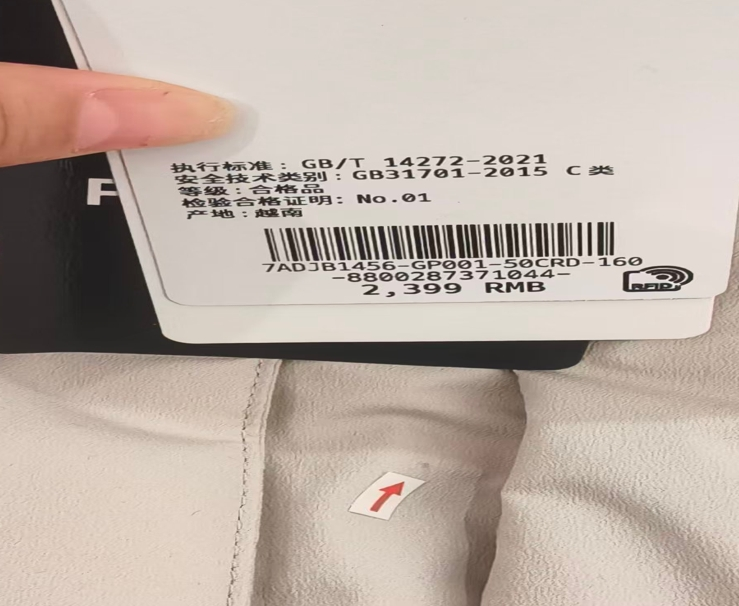 执行标准: GB/T 14272-2021
安全技术类别: GB31701-2015 C类
等级: 合格品
检验合格证明: No.01
产地: 越南
F
7ADJB1456-GP001-50CRD-160
-8800287371044-
2,399 RMB
RFID